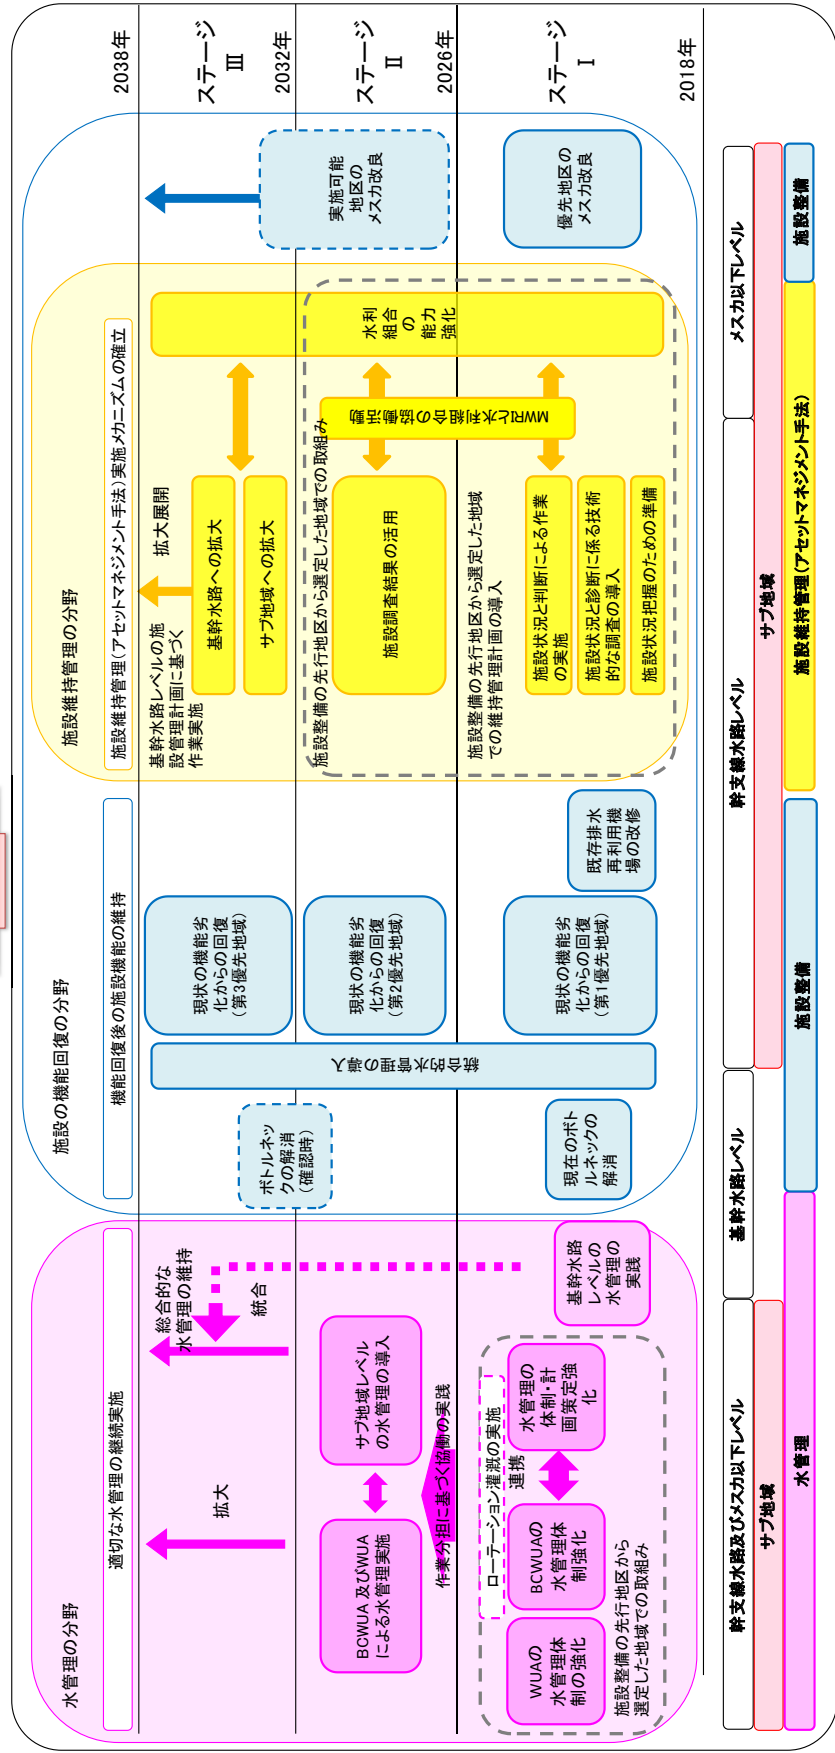 水管理の分野
適切な水管理の継続実施
拡大
総合的な
水管理の維持
統合
BCWUA 及びWUA
による水管理実施
サブ地域レベル
の水管理の導入
作業分担に基づく協働の実践
ローテーション灌漑の実施
連携
WUAの
水管理体
制の強化
BCWUAの
水管理体
制強化
水管理の
体制・計
画策定強
化
基幹水路
レベルの
水管理の
実践
施設整備の先行地区から
選定した地域での取組み
施設の機能回復の分野
機能回復後の施設機能の維持
ボトルネッ
クの解消
(確認時)
現在のボト
ルネックの
解消
統合的水管理の導入
現状の機能劣
化からの回復
(第3優先地域)
現状の機能劣
化からの回復
(第2優先地域)
現状の機能劣
化からの回復
(第1優先地域)
既存排水
再利用機
場の改修
施設維持管理の分野
施設維持管理(アセットマネジメント手法)実施メカニズムの確立
基幹水路レベルの施
設管理計画に基づく
作業実施
拡大展開
基幹水路への拡大
サブ地域への拡大
施設整備の先行地区から選定した地域での取組み
施設調査結果の活用
施設整備の先行地区から選定した地域
での維持管理計画の導入
施設状況と判断による作業
の実施
施設状況と診断に係る技術
的な調査の導入
施設状況把握のための準備
MWRIと水利組合の協働活動
水利
組合
の
能力
強化
実施可能
地区の
メスカ改良
優先地区の
メスカ改良
2038年
ステージ
Ⅲ
2032年
ステージ
Ⅱ
2026年
ステージ
Ⅰ
2018年
幹支線水路及びメスカ以下レベル
基幹水路レベル
幹支線水路レベル
メスカ以下レベル
サブ地域
サブ地域
水管理
施設整備
施設維持管理(アセットマネジメント手法)
施設整備